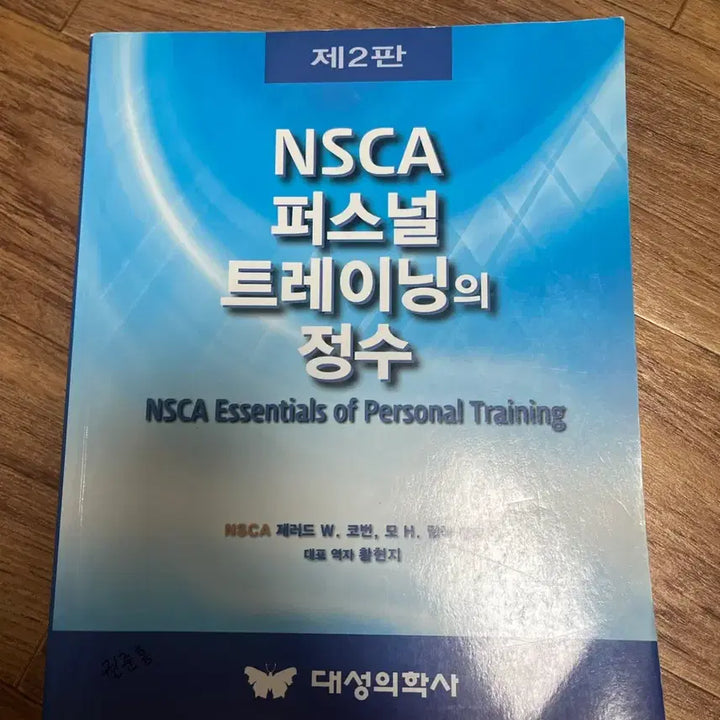 제2판
NSCA
퍼스널
트레이닝의
정수
NSCA Essentials of Personal Training
NSCA 제러드 W. 코번, 모 H.
대표 역자 황현지
대성의학사